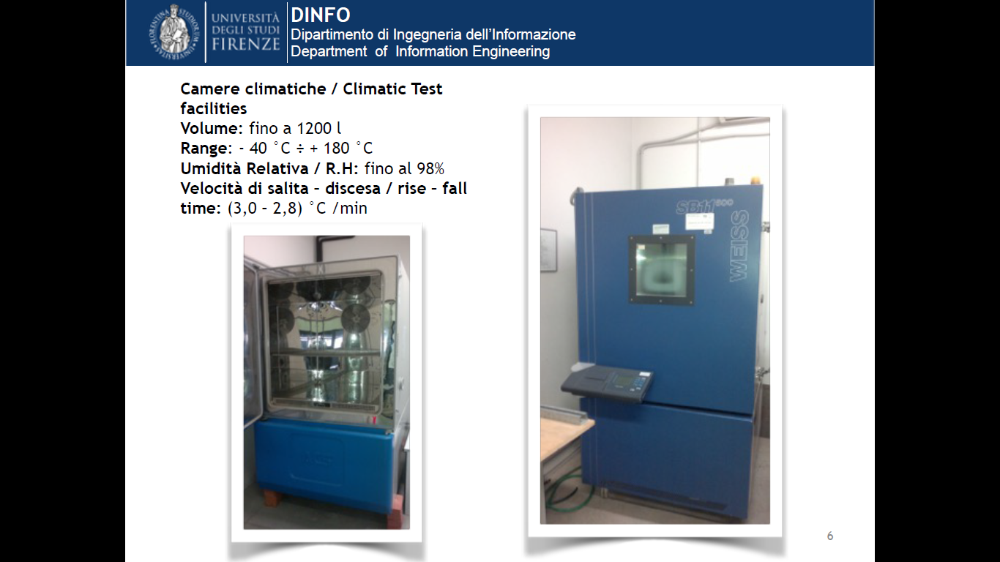 UNIVERSITÀ
DEGLI STUDI
FIRENZE
DINFO
Dipartimento di Ingegneria dell'Informazione
Department of Information Engineering
Camere climatiche / Climatic Test
facilities
Volume: fino a 1200 l
Range: - 40 °C ÷ + 180 °C
Umidità Relativa / R.H: fino al 98%
Velocità di salita – discesa / rise – fall
time: (3,0 – 2,8) °C /min
SB11 500
WEISS
6